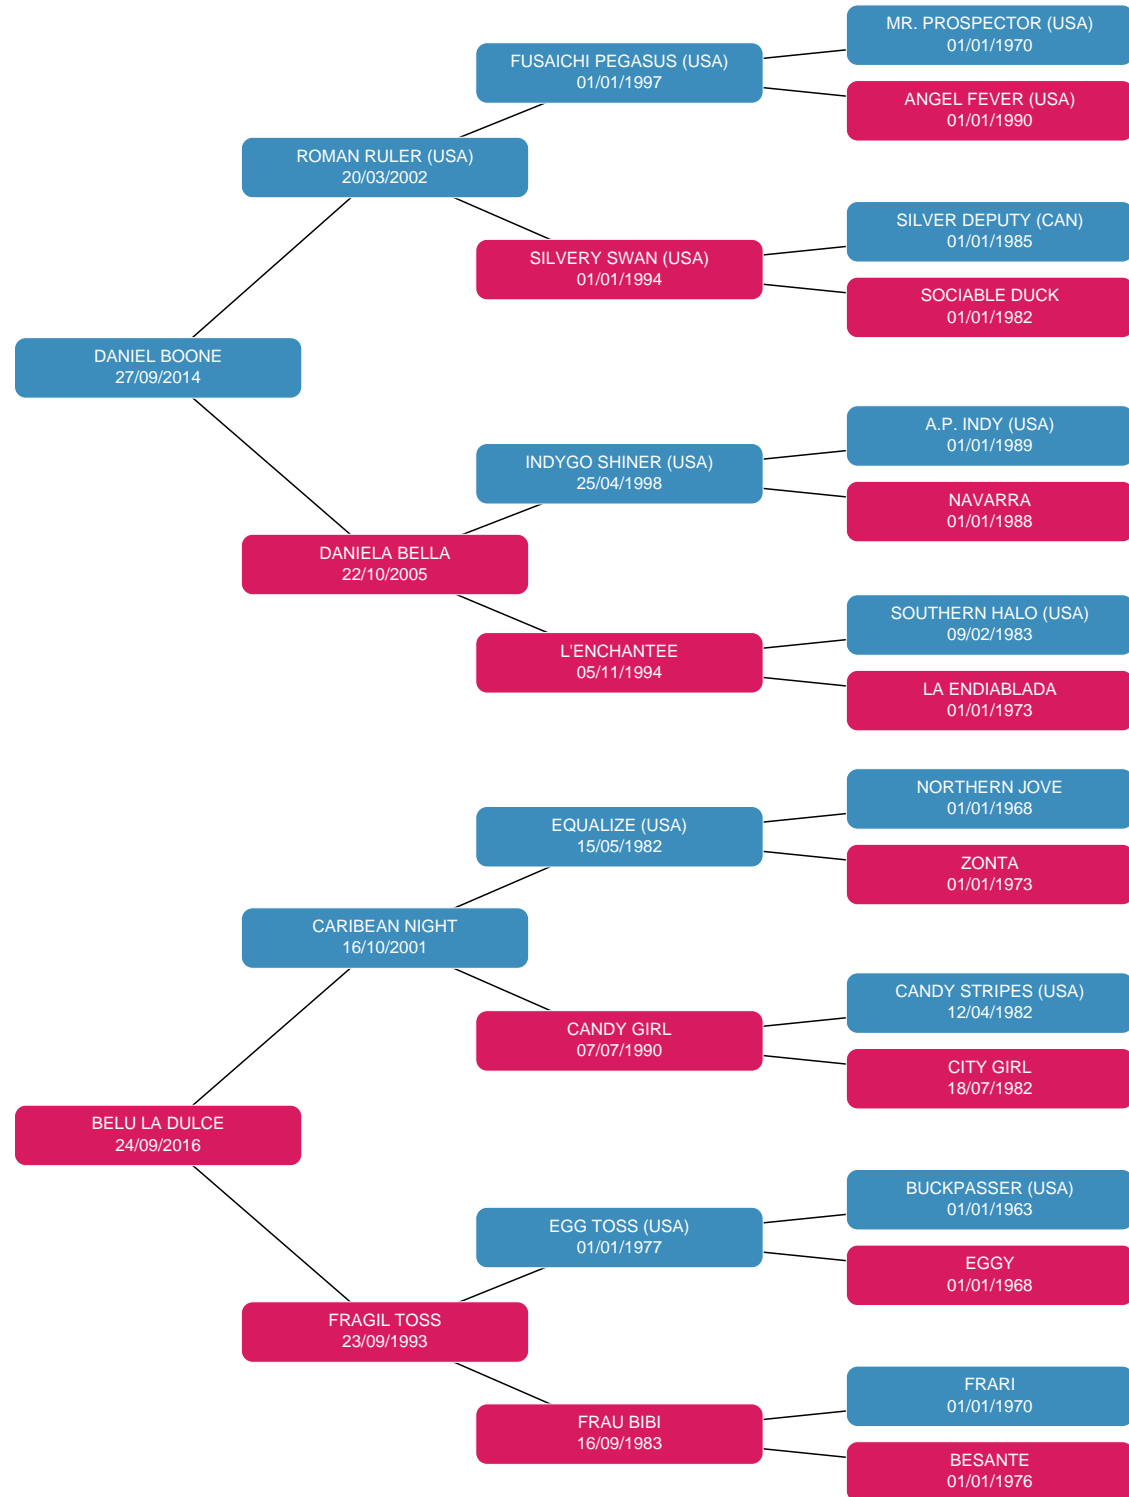 MR. PROSPECTOR (USA)
01/01/1970
FUSAICHI PEGASUS (USA)
01/01/1997
ANGEL FEVER (USA)
01/01/1990
ROMAN RULER (USA)
20/03/2002
SILVER DEPUTY (CAN)
01/01/1985
SILVERY SWAN (USA)
01/01/1994
SOCIABLE DUCK
01/01/1982
DANIEL BOONE
27/09/2014
A.P. INDY (USA)
01/01/1989
INDYGO SHINER (USA)
25/04/1998
NAVARRA
01/01/1988
DANIELA BELLA
22/10/2005
SOUTHERN HALO (USA)
09/02/1983
L'ENCHANTEE
05/11/1994
LA ENDIABLADA
01/01/1973
NORTHERN JOVE
01/01/1968
EQUALIZE (USA)
15/05/1982
ZONTA
01/01/1973
CARIBEAN NIGHT
16/10/2001
CANDY STRIPES (USA)
12/04/1982
CANDY GIRL
07/07/1990
CITY GIRL
18/07/1982
BELU LA DULCE
24/09/2016
BUCKPASSER (USA)
01/01/1963
EGG TOSS (USA)
01/01/1977
EGGY
01/01/1968
FRAGIL TOSS
23/09/1993
FRARI
01/01/1970
FRAU BIBI
16/09/1983
BESANTE
01/01/1976